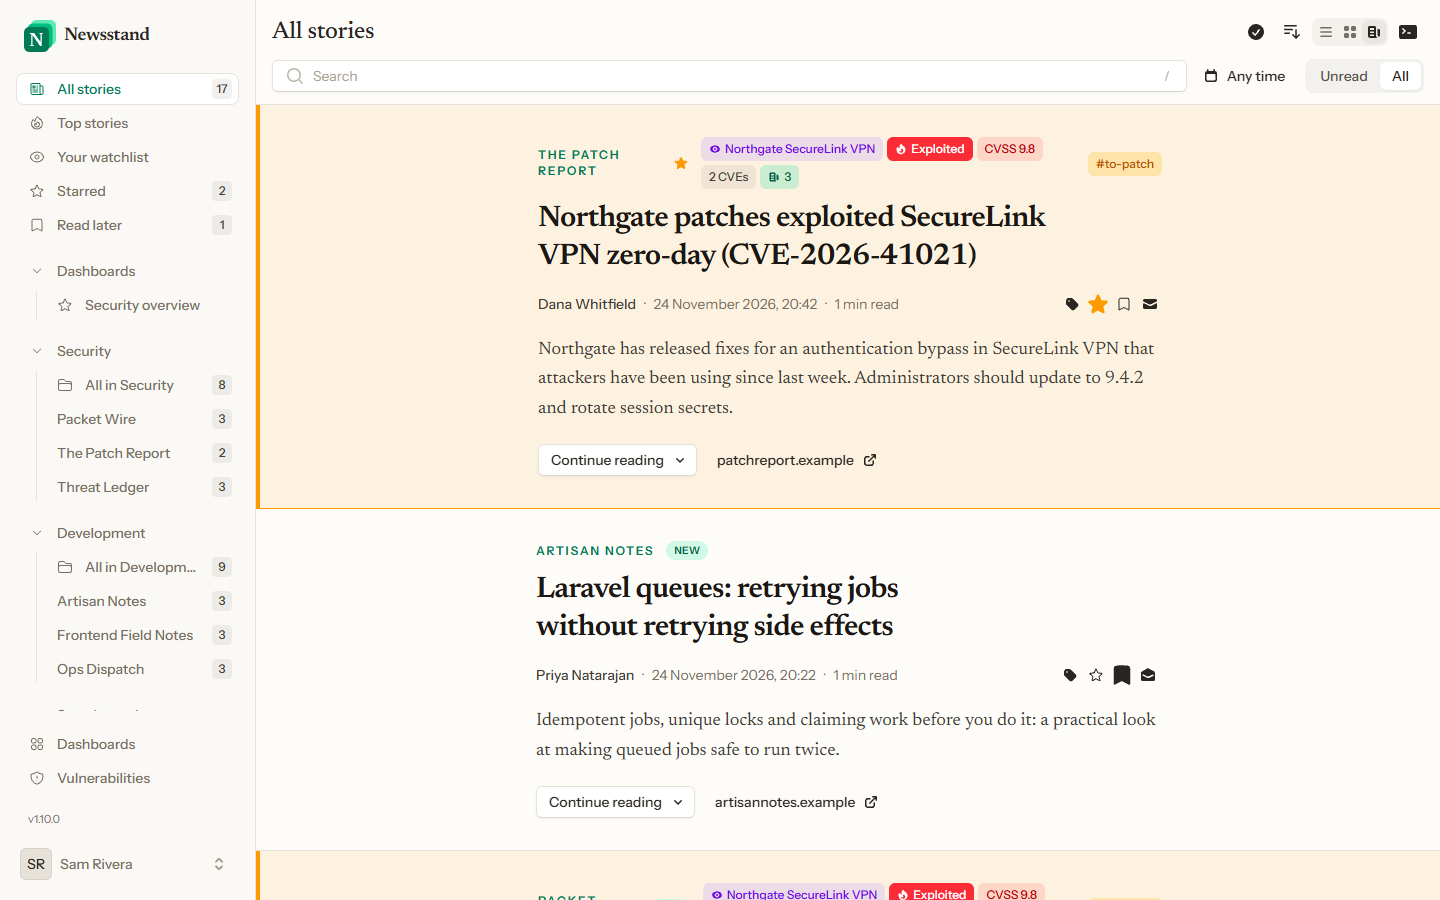 N Newsstand
All stories 17
Top stories
Your watchlist
Starred 2
Read later 1
Dashboards
Security overview
Security
All in Security 8
Packet Wire 3
The Patch Report 2
Threat Ledger 3
Development
All in Developm... 9
Artisan Notes 3
Frontend Field Notes 3
Ops Dispatch 3
Dashboards
Vulnerabilities
v1.10.0
SR Sam Rivera
All stories
Search /
Any time
Unread All
THE PATCH
REPORT
Northgate SecureLink VPN Exploited CVSS 9.8
2 CVEs 3
#to-patch
Northgate patches exploited SecureLink
VPN zero-day (CVE-2026-41021)
Dana Whitfield · 24 November 2026, 20:42 · 1 min read
Northgate has released fixes for an authentication bypass in SecureLink VPN that
attackers have been using since last week. Administrators should update to 9.4.2
and rotate session secrets.
Continue reading patchreport.example
ARTISAN NOTES NEW
Laravel queues: retrying jobs
without retrying side effects
Priya Natarajan · 24 November 2026, 20:22 · 1 min read
Idempotent jobs, unique locks and claiming work before you do it: a practical look
at making queued jobs safe to run twice.
Continue reading artisannotes.example
PACKET
Northgate SecureLink VPN Exploited CVSS 9.8